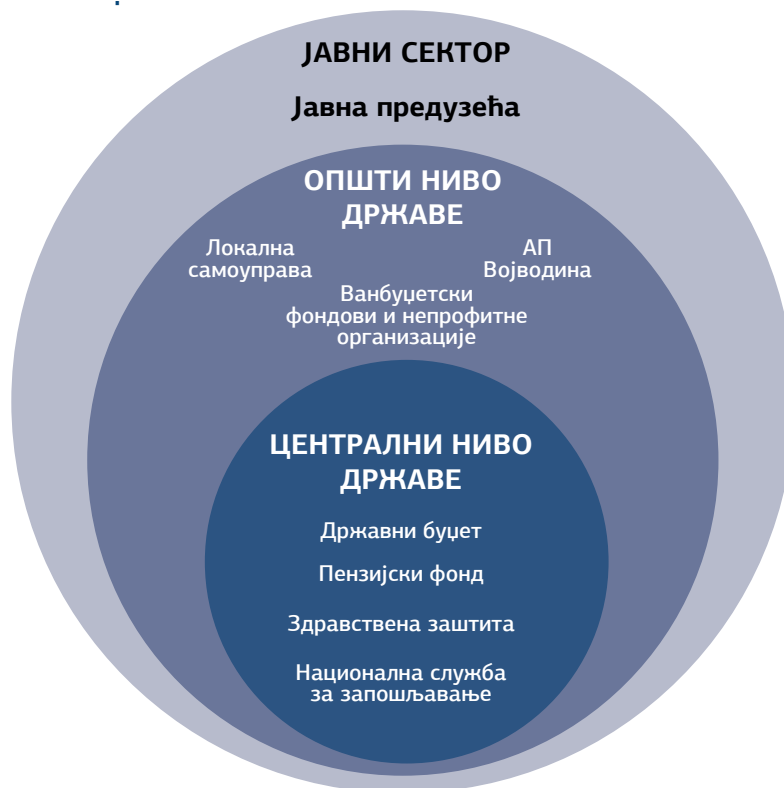 ЈАВНИ СЕКТОР
Јавна предузећа
ОПШТИ НИВО
ДРЖАВЕ
Локална
самоуправа
АП
Војводина
Ванбуџетски
фондови и непрофитне
организације
ЦЕНТРАЛНИ НИВО
ДРЖАВЕ
Државни буџет
Пензијски фонд
Здравствена заштита
Национална служба
за запошљавање